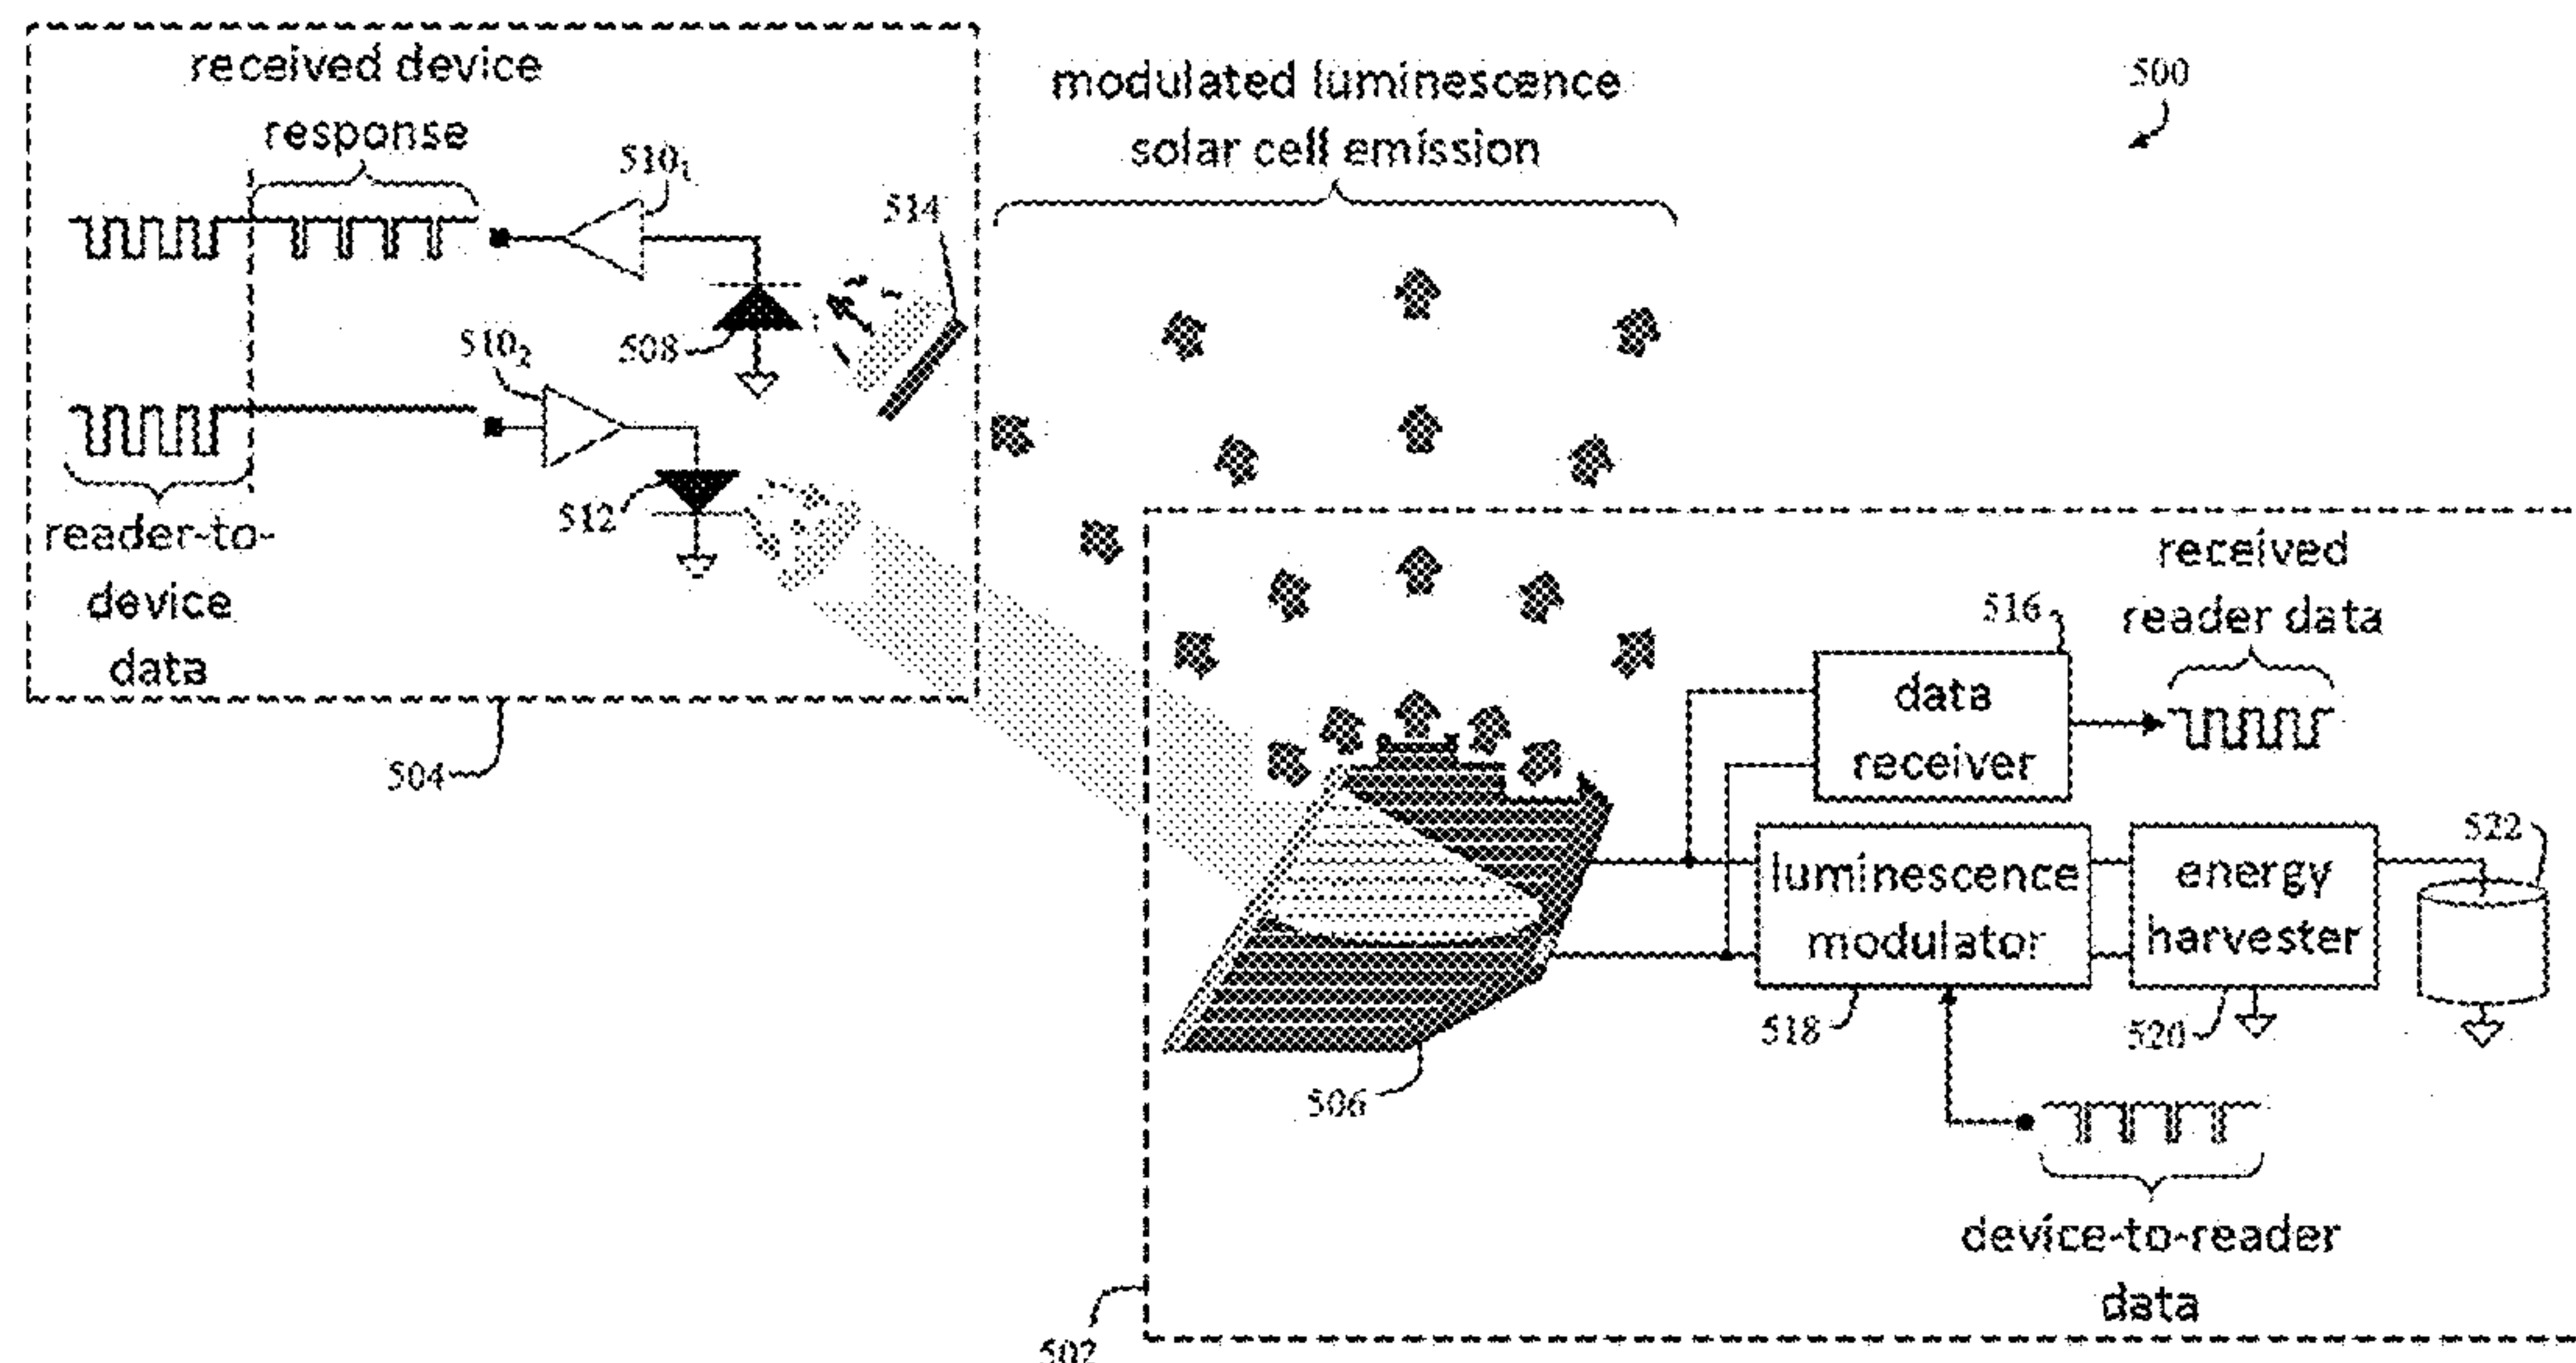 received device
response
510₁
514
508
510₂
512
reader-to-
device
data
504
modulated luminescence
solar cell emission
500
received
reader data
516
data
receiver
522
luminescence
modulator
energy
harvester
518
520
506
device-to-reader
data
502